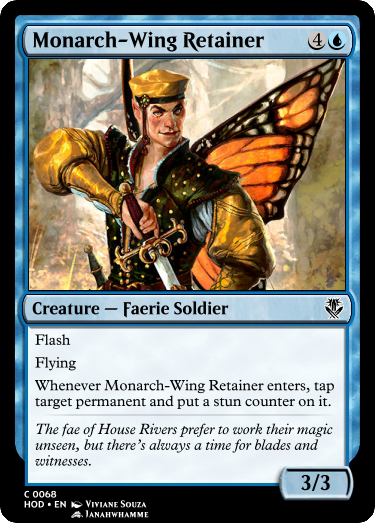 Monarch-Wing Retainer 4
Creature — Faerie Soldier
Flash
Flying
Whenever Monarch-Wing Retainer enters, tap
target permanent and put a stun counter on it.
The fae of House Rivers prefer to work their magic
unseen, but there's always a time for blades and
witnesses.
3/3
C 0068
HOD • EN Viviane Souza
Janahwhamme